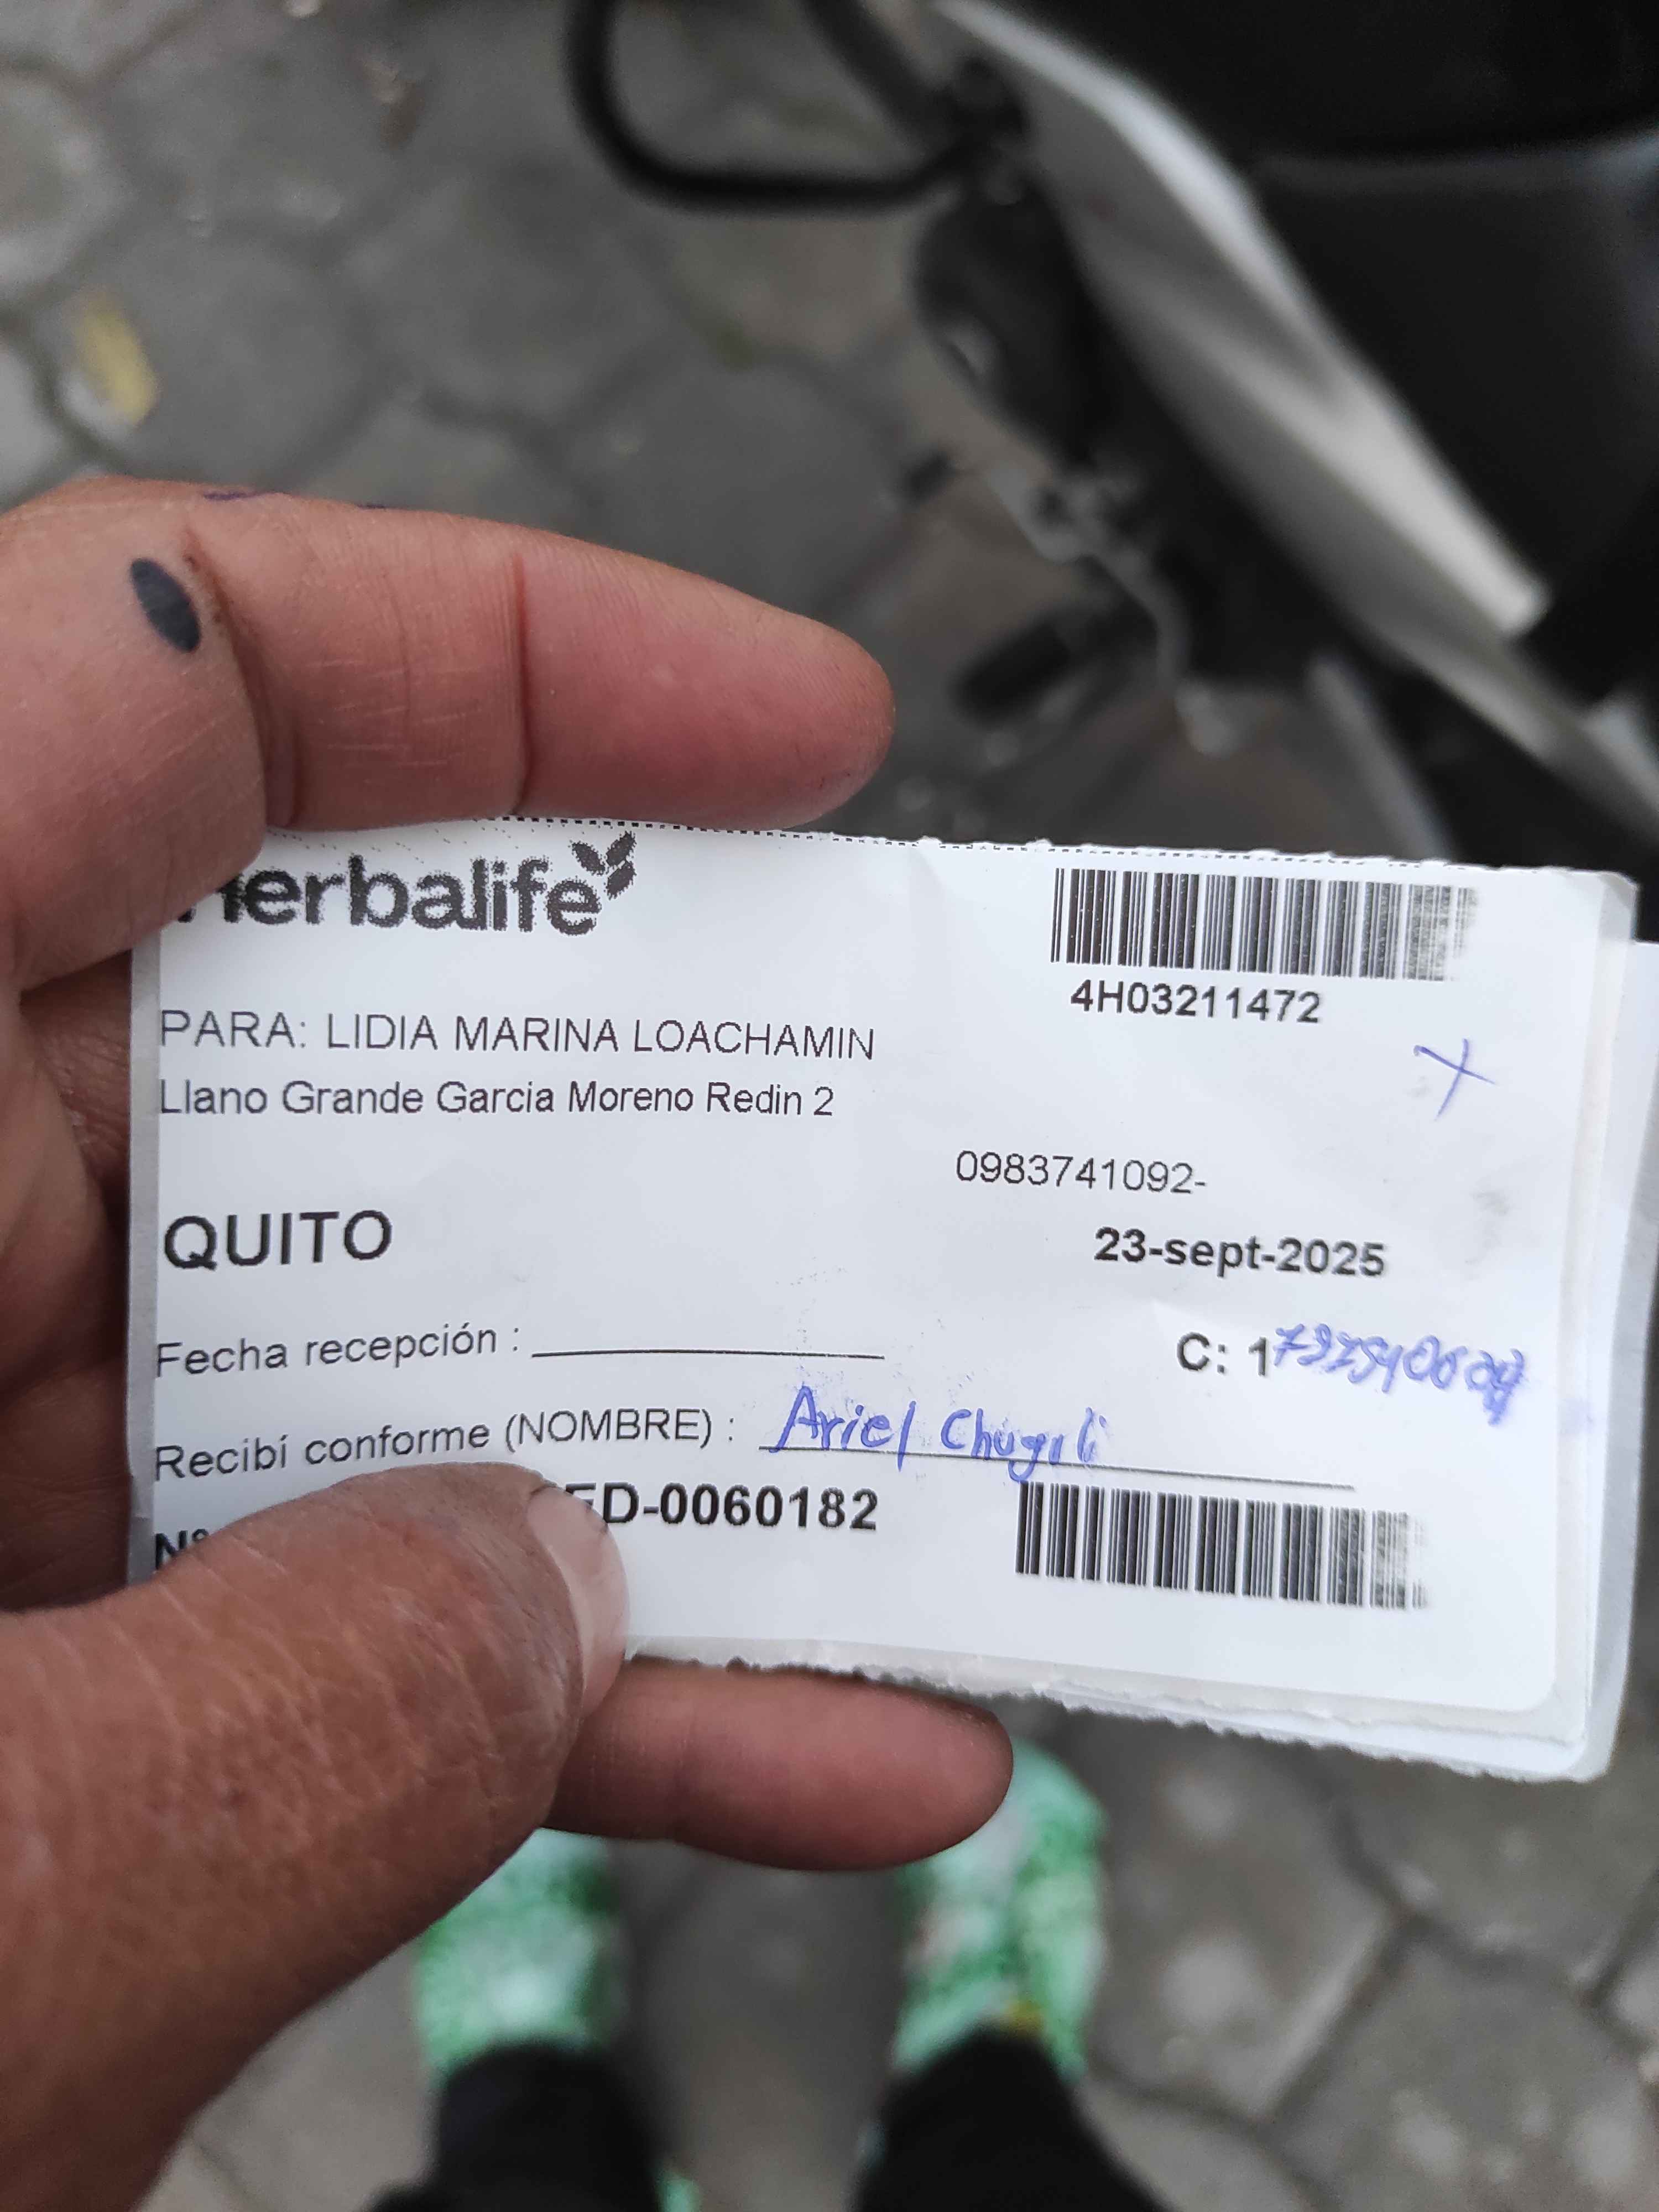 herbalife
4H03211472
PARA: LIDIA MARINA LOACHAMIN
Llano Grande Garcia Moreno Redin 2
0983741092-
QUITO
23-sept-2025
Fecha recepción :
C: 1
Recibí conforme (NOMBRE) : Ariel
ED-0060182